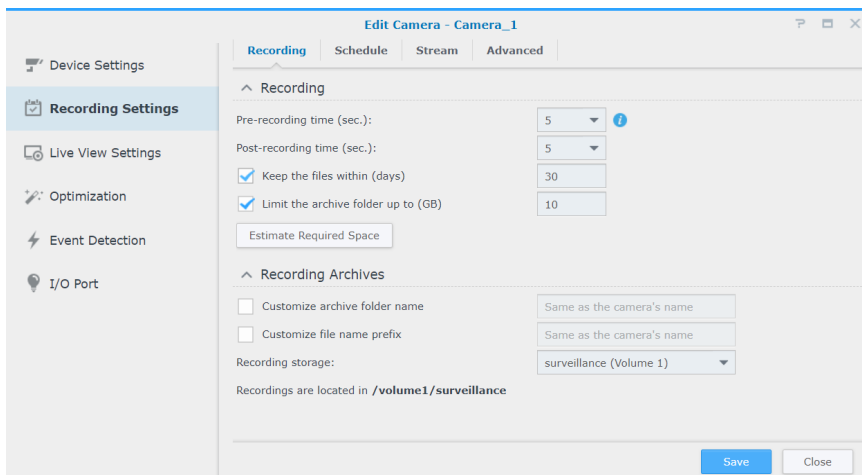 Edit Camera - Camera_1
Device Settings
Recording Settings
Live View Settings
Optimization
Event Detection
I/O Port
Recording Schedule Stream Advanced
Recording
Pre-recording time (sec.): 5
Post-recording time (sec.): 5
Keep the files within (days) 30
Limit the archive folder up to (GB) 10
Estimate Required Space
Recording Archives
Customize archive folder name Same as the camera's name
Customize file name prefix Same as the camera's name
Recording storage: surveillance (Volume 1)
Recordings are located in /volume1/surveillance
Save Close